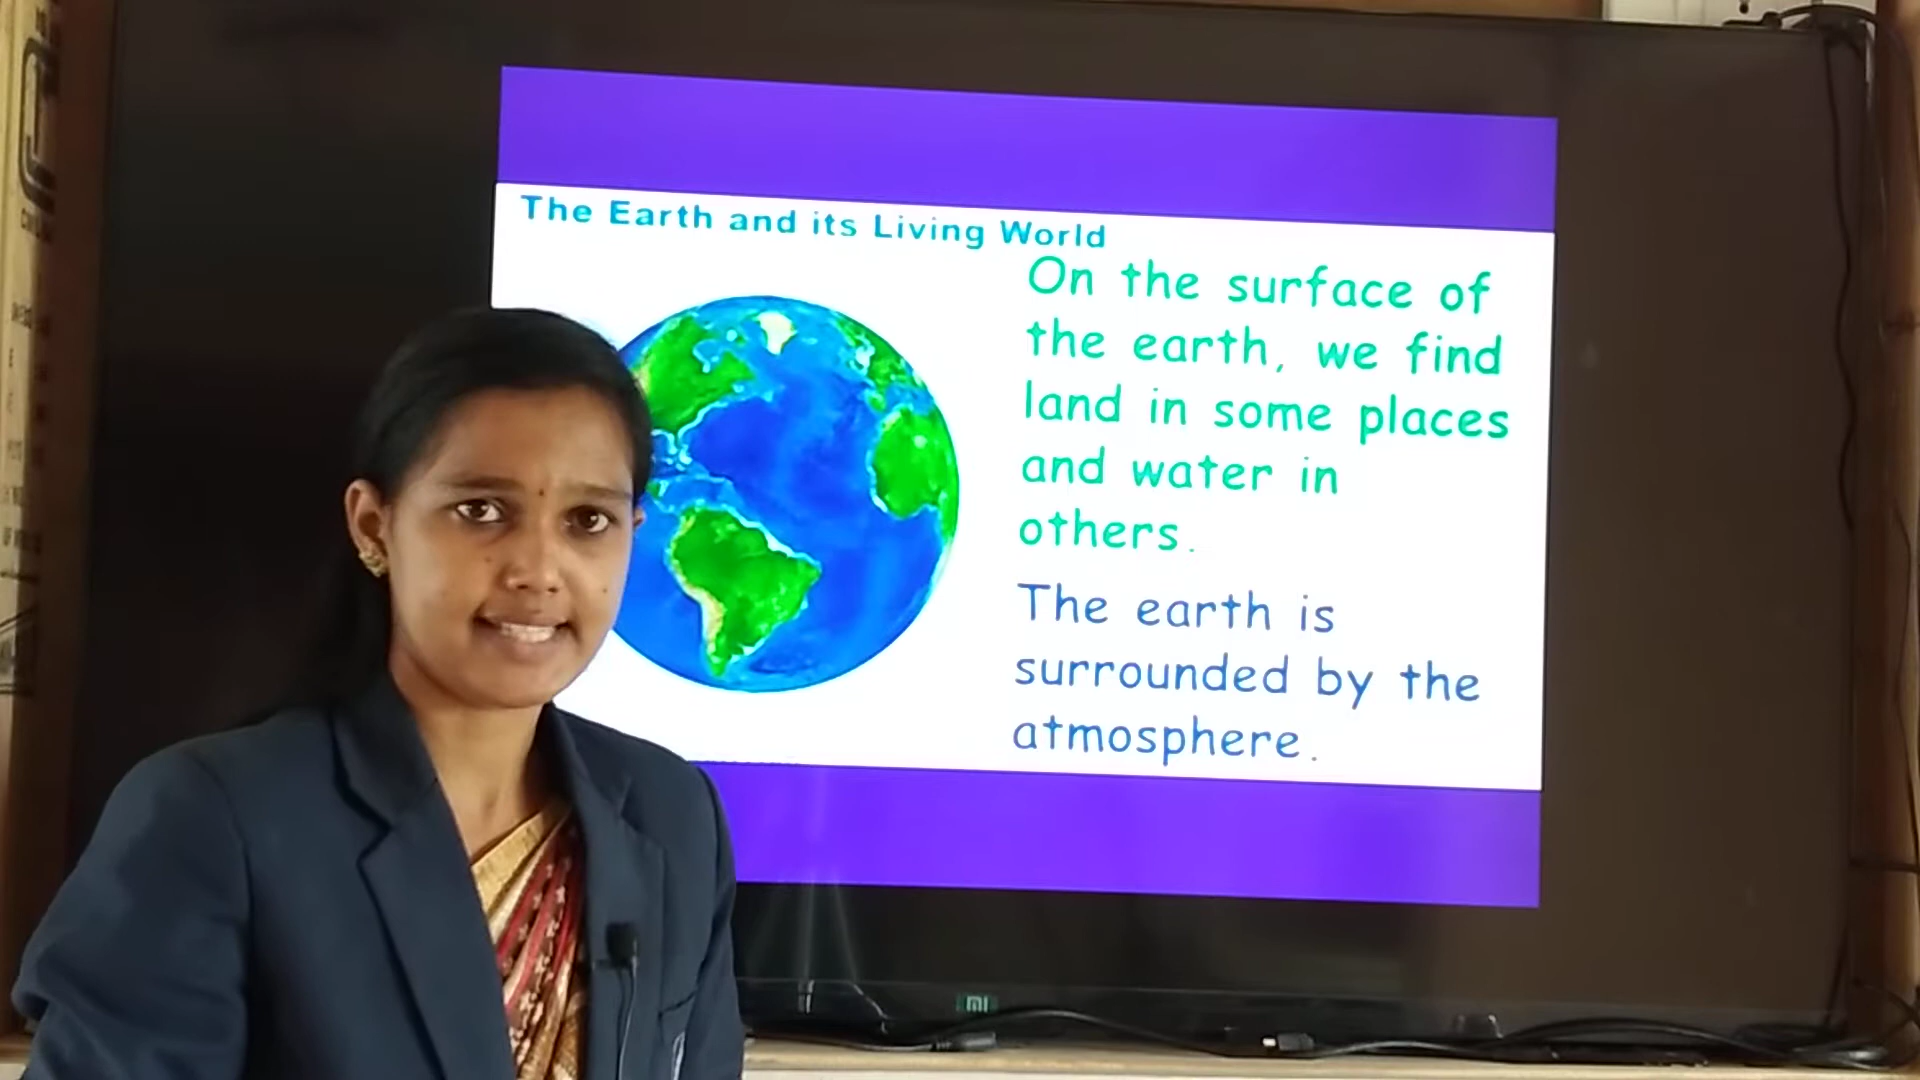 The Earth and its Living World
On the surface of
the earth, we find
land in some places
and water in
others.
The earth is
surrounded by the
atmosphere.
mi